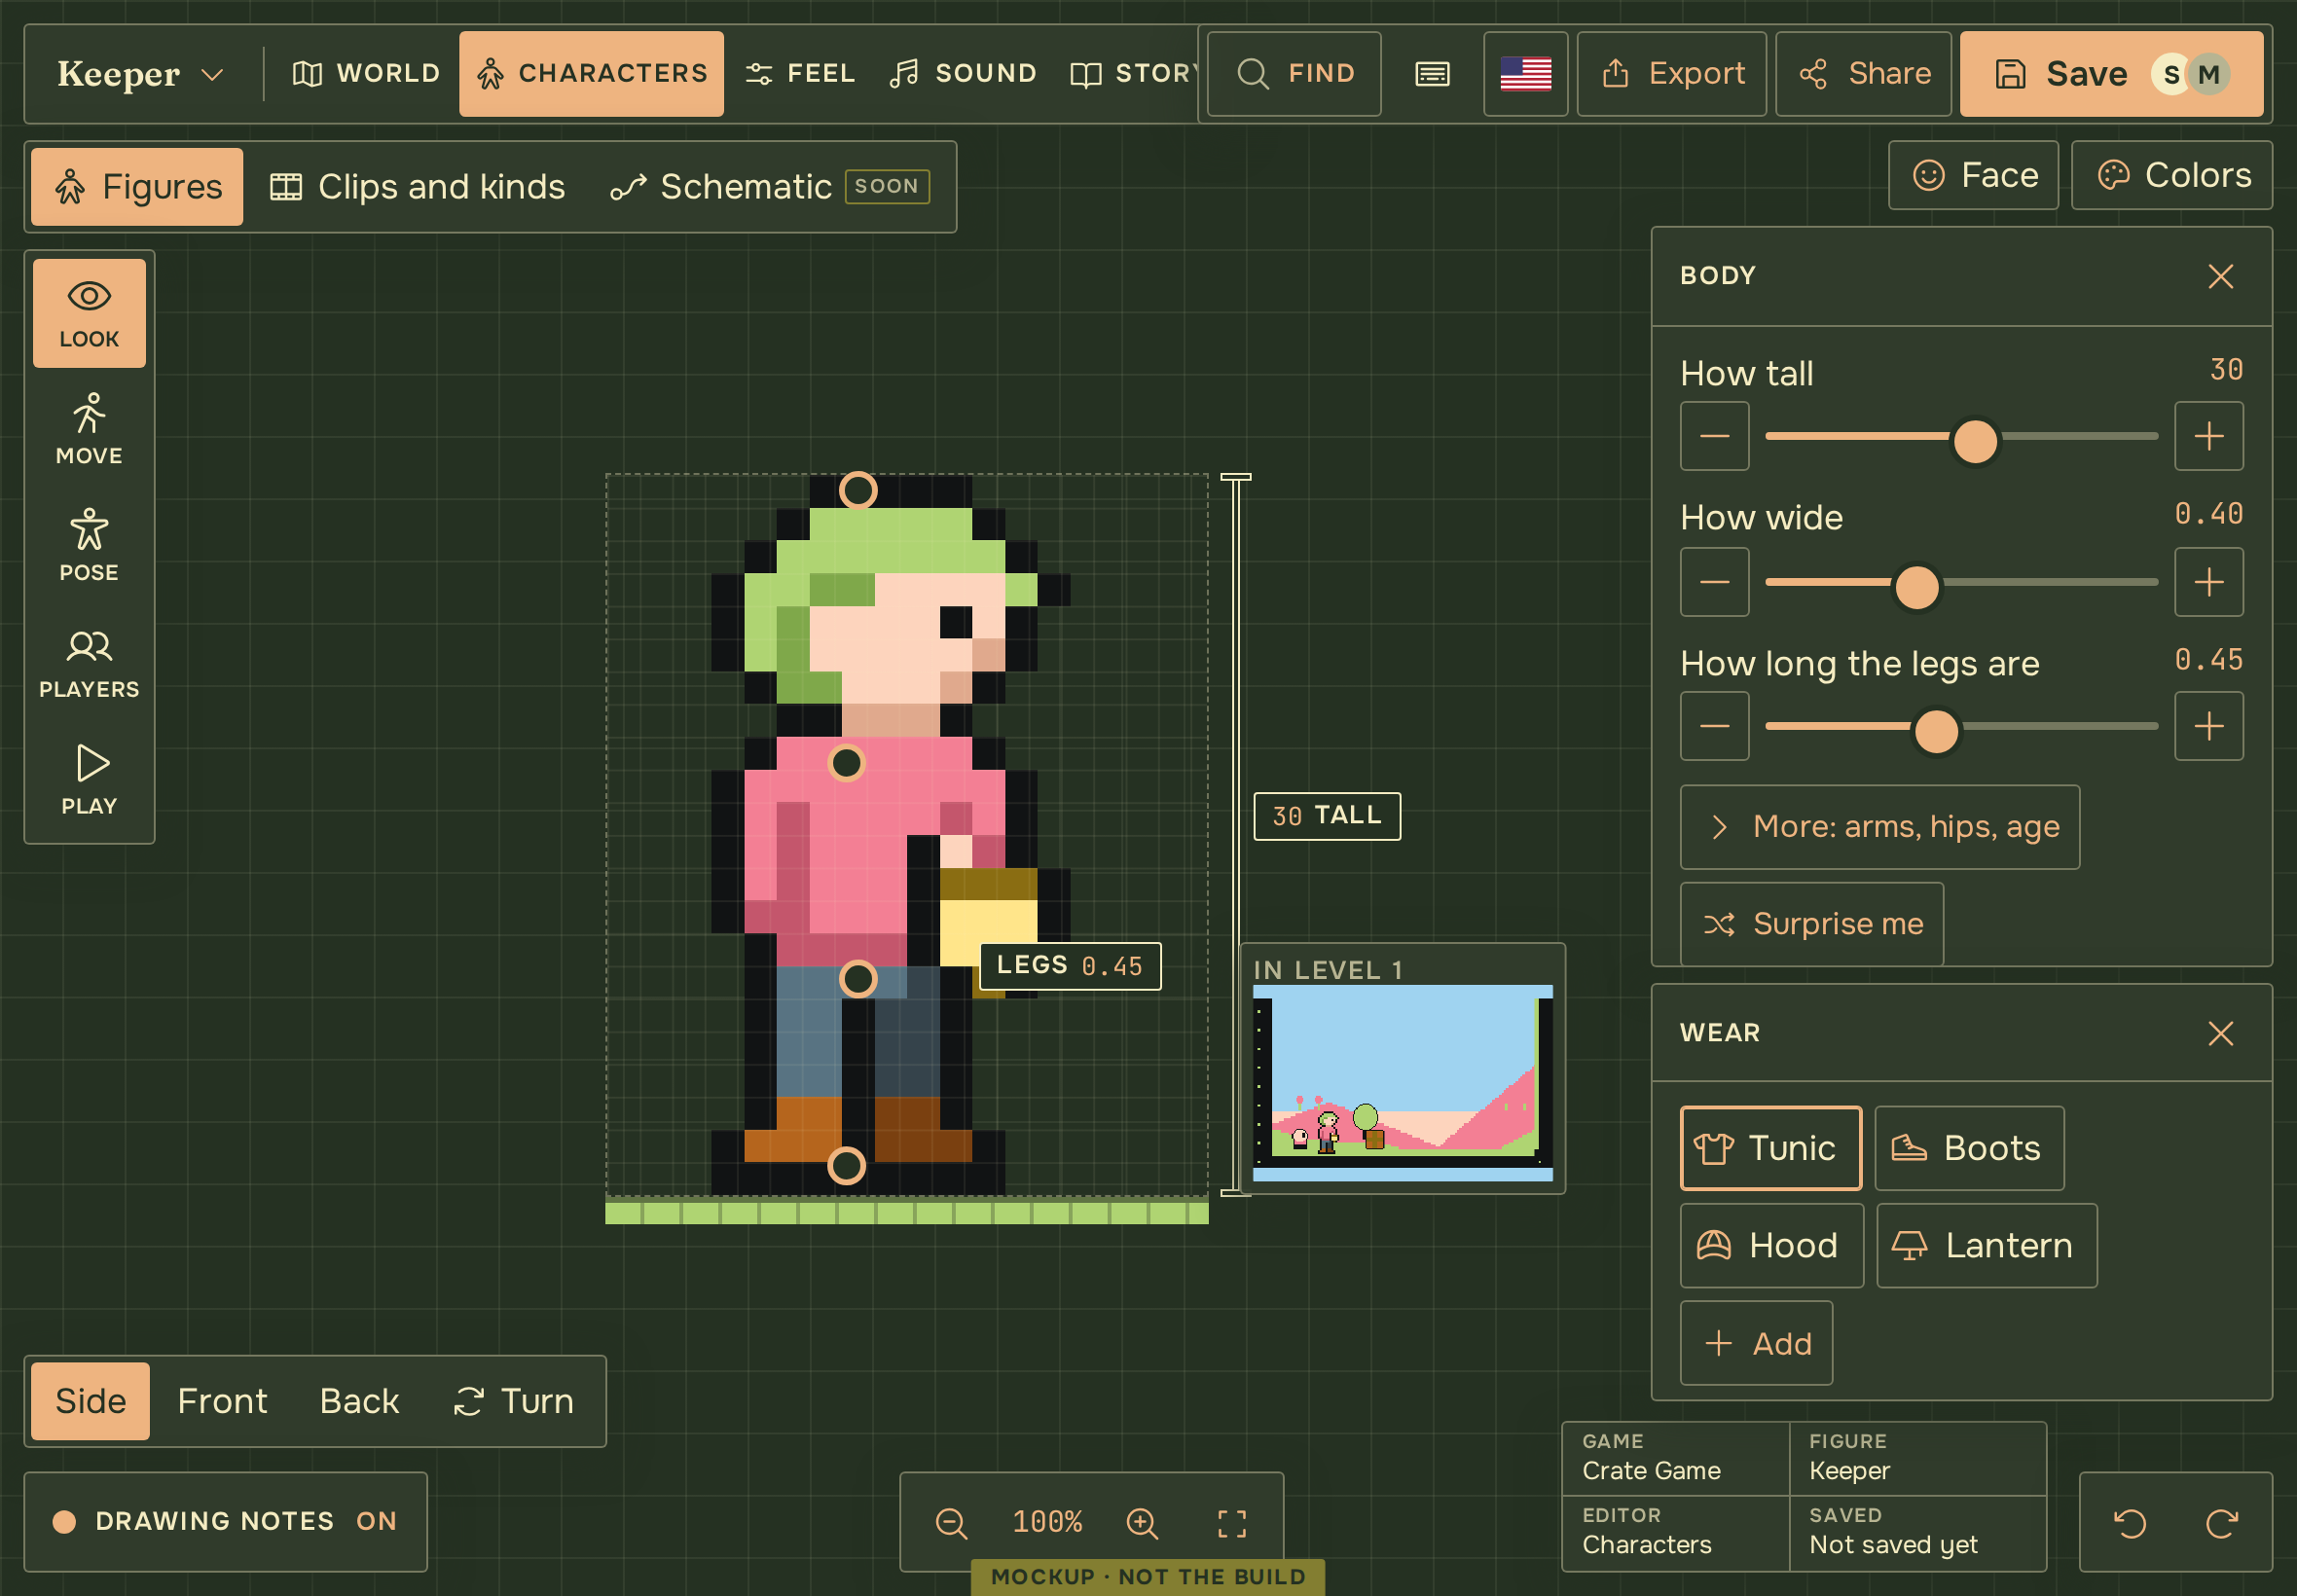 Keeper
WORLD
CHARACTERS
FEEL
SOUND
STORY
FIND
Export
Share
Save
S
M
Figures
Clips and kinds
Schematic
SOON
Face
Colors
LOOK
MOVE
POSE
PLAYERS
PLAY
BODY
How tall
30
How wide
0.40
How long the legs are
0.45
More: arms, hips, age
Surprise me
30 TALL
LEGS 0.45
IN LEVEL 1
WEAR
Tunic
Boots
Hood
Lantern
Add
Side
Front
Back
Turn
DRAWING NOTES ON
100%
GAME
Crate Game
FIGURE
Keeper
EDITOR
Characters
SAVED
Not saved yet
MOCKUP · NOT THE BUILD